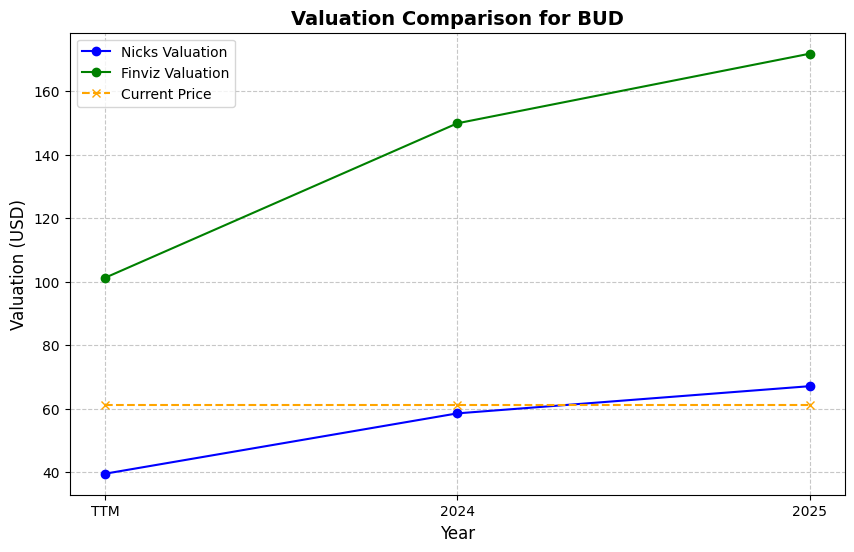 Valuation Comparison for BUD
Nicks Valuation
Finviz Valuation
Current Price
Valuation (USD)
160
140
120
100
80
60
40
TTM
2024
2025
Year